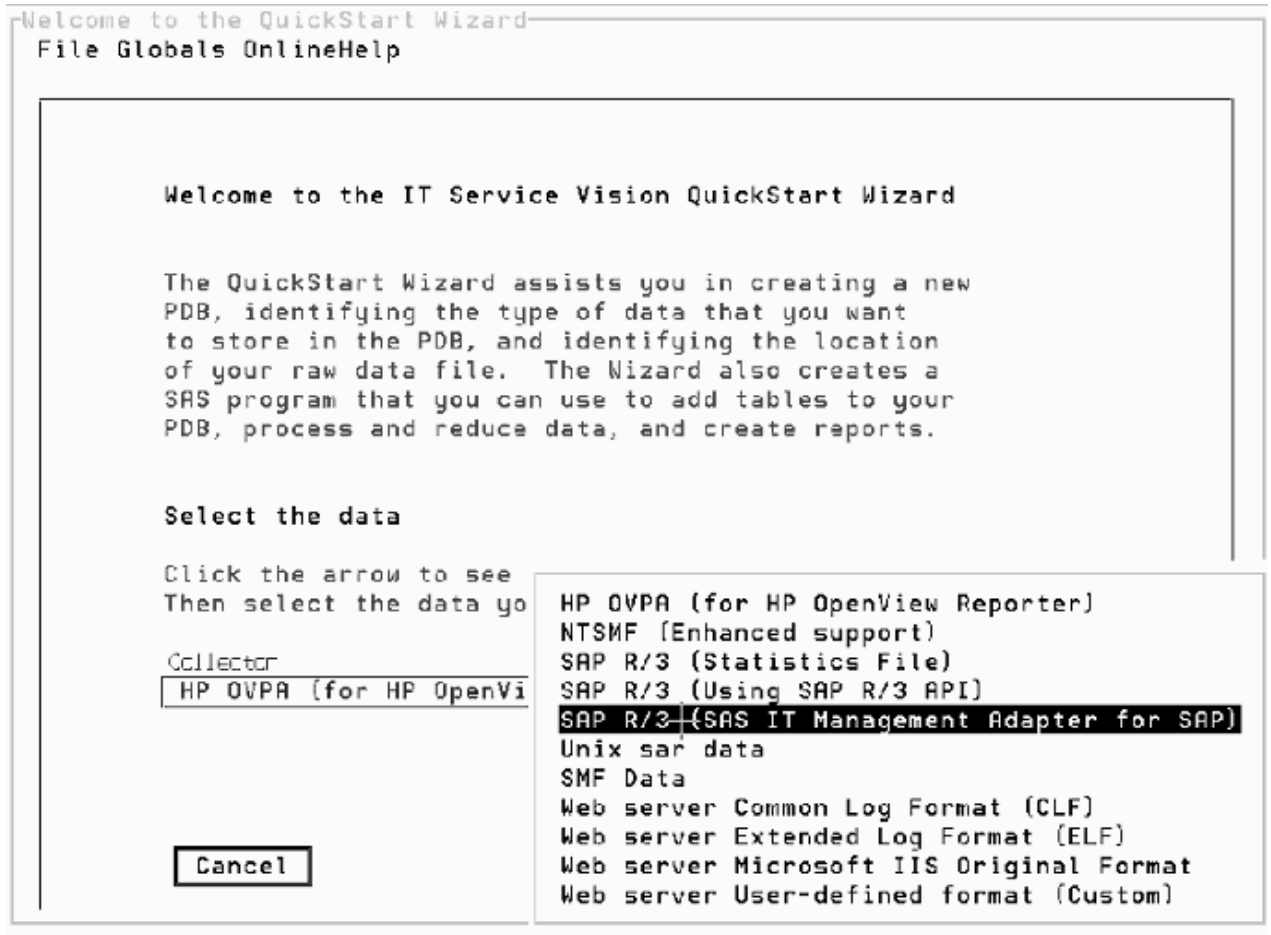 Welcome to the QuickStart Wizard
File Globals OnlineHelp
Welcome to the IT Service Vision QuickStart Wizard
The QuickStart Wizard assists you in creating a new
PDB, identifying the type of data that you want
to store in the PDB, and identifying the location
of your raw data file. The Wizard also creates a
SAS program that you can use to add tables to your
PDB, process and reduce data, and create reports.
Select the data
Click the arrow to see
Then select the data yo
Collector
HP OVPA (for HP OpenVi
HP OVPA (for HP OpenView Reporter)
NTSMF (Enhanced support)
SAP R/3 (Statistics File)
SAP R/3 (Using SAP R/3 API)
SAP R/3 (SAS IT Management Adapter for SAP)
Unix sar data
SMF Data
Web server Common Log Format (CLF)
Web server Extended Log Format (ELF)
Web server Microsoft IIS Original Format
Web server User-defined format (Custom)
Cancel